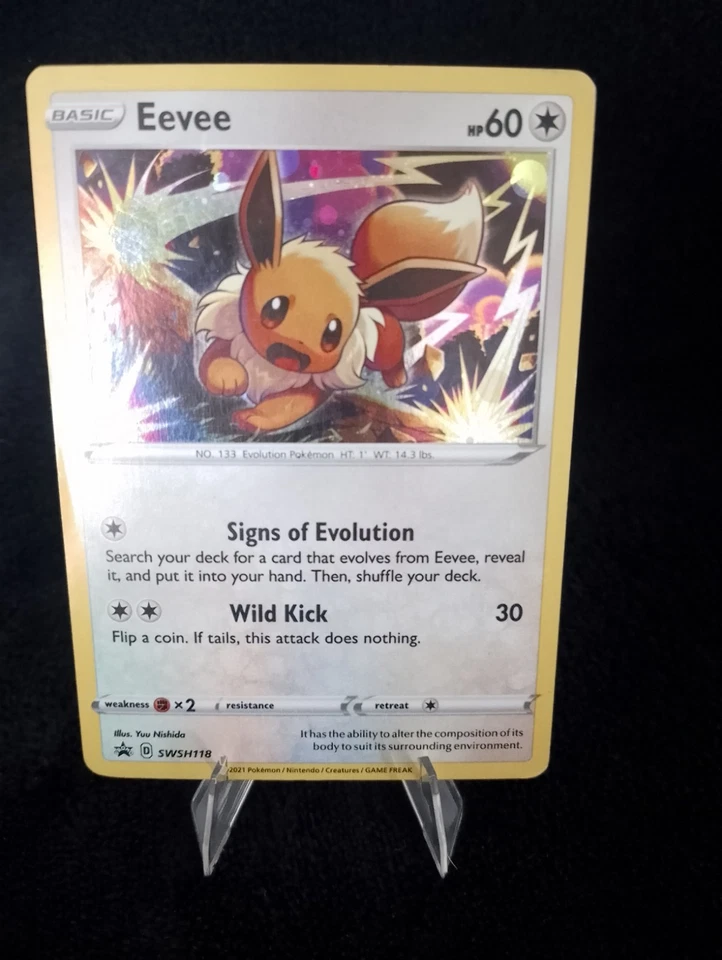 BASIC Eevee HP 60
NO. 133 Evolution Pokémon HT: 1' WT: 14.3 lbs.
Signs of Evolution
Search your deck for a card that evolves from Eevee, reveal
it, and put it into your hand. Then, shuffle your deck.
Wild Kick 30
Flip a coin. If tails, this attack does nothing.
weakness ×2 resistance retreat
Illus. Yuu Nishida
It has the ability to alter the composition of its
body to suit its surrounding environment.
D SWSH118
2021 Pokémon / Nintendo / Creatures / GAME FREAK